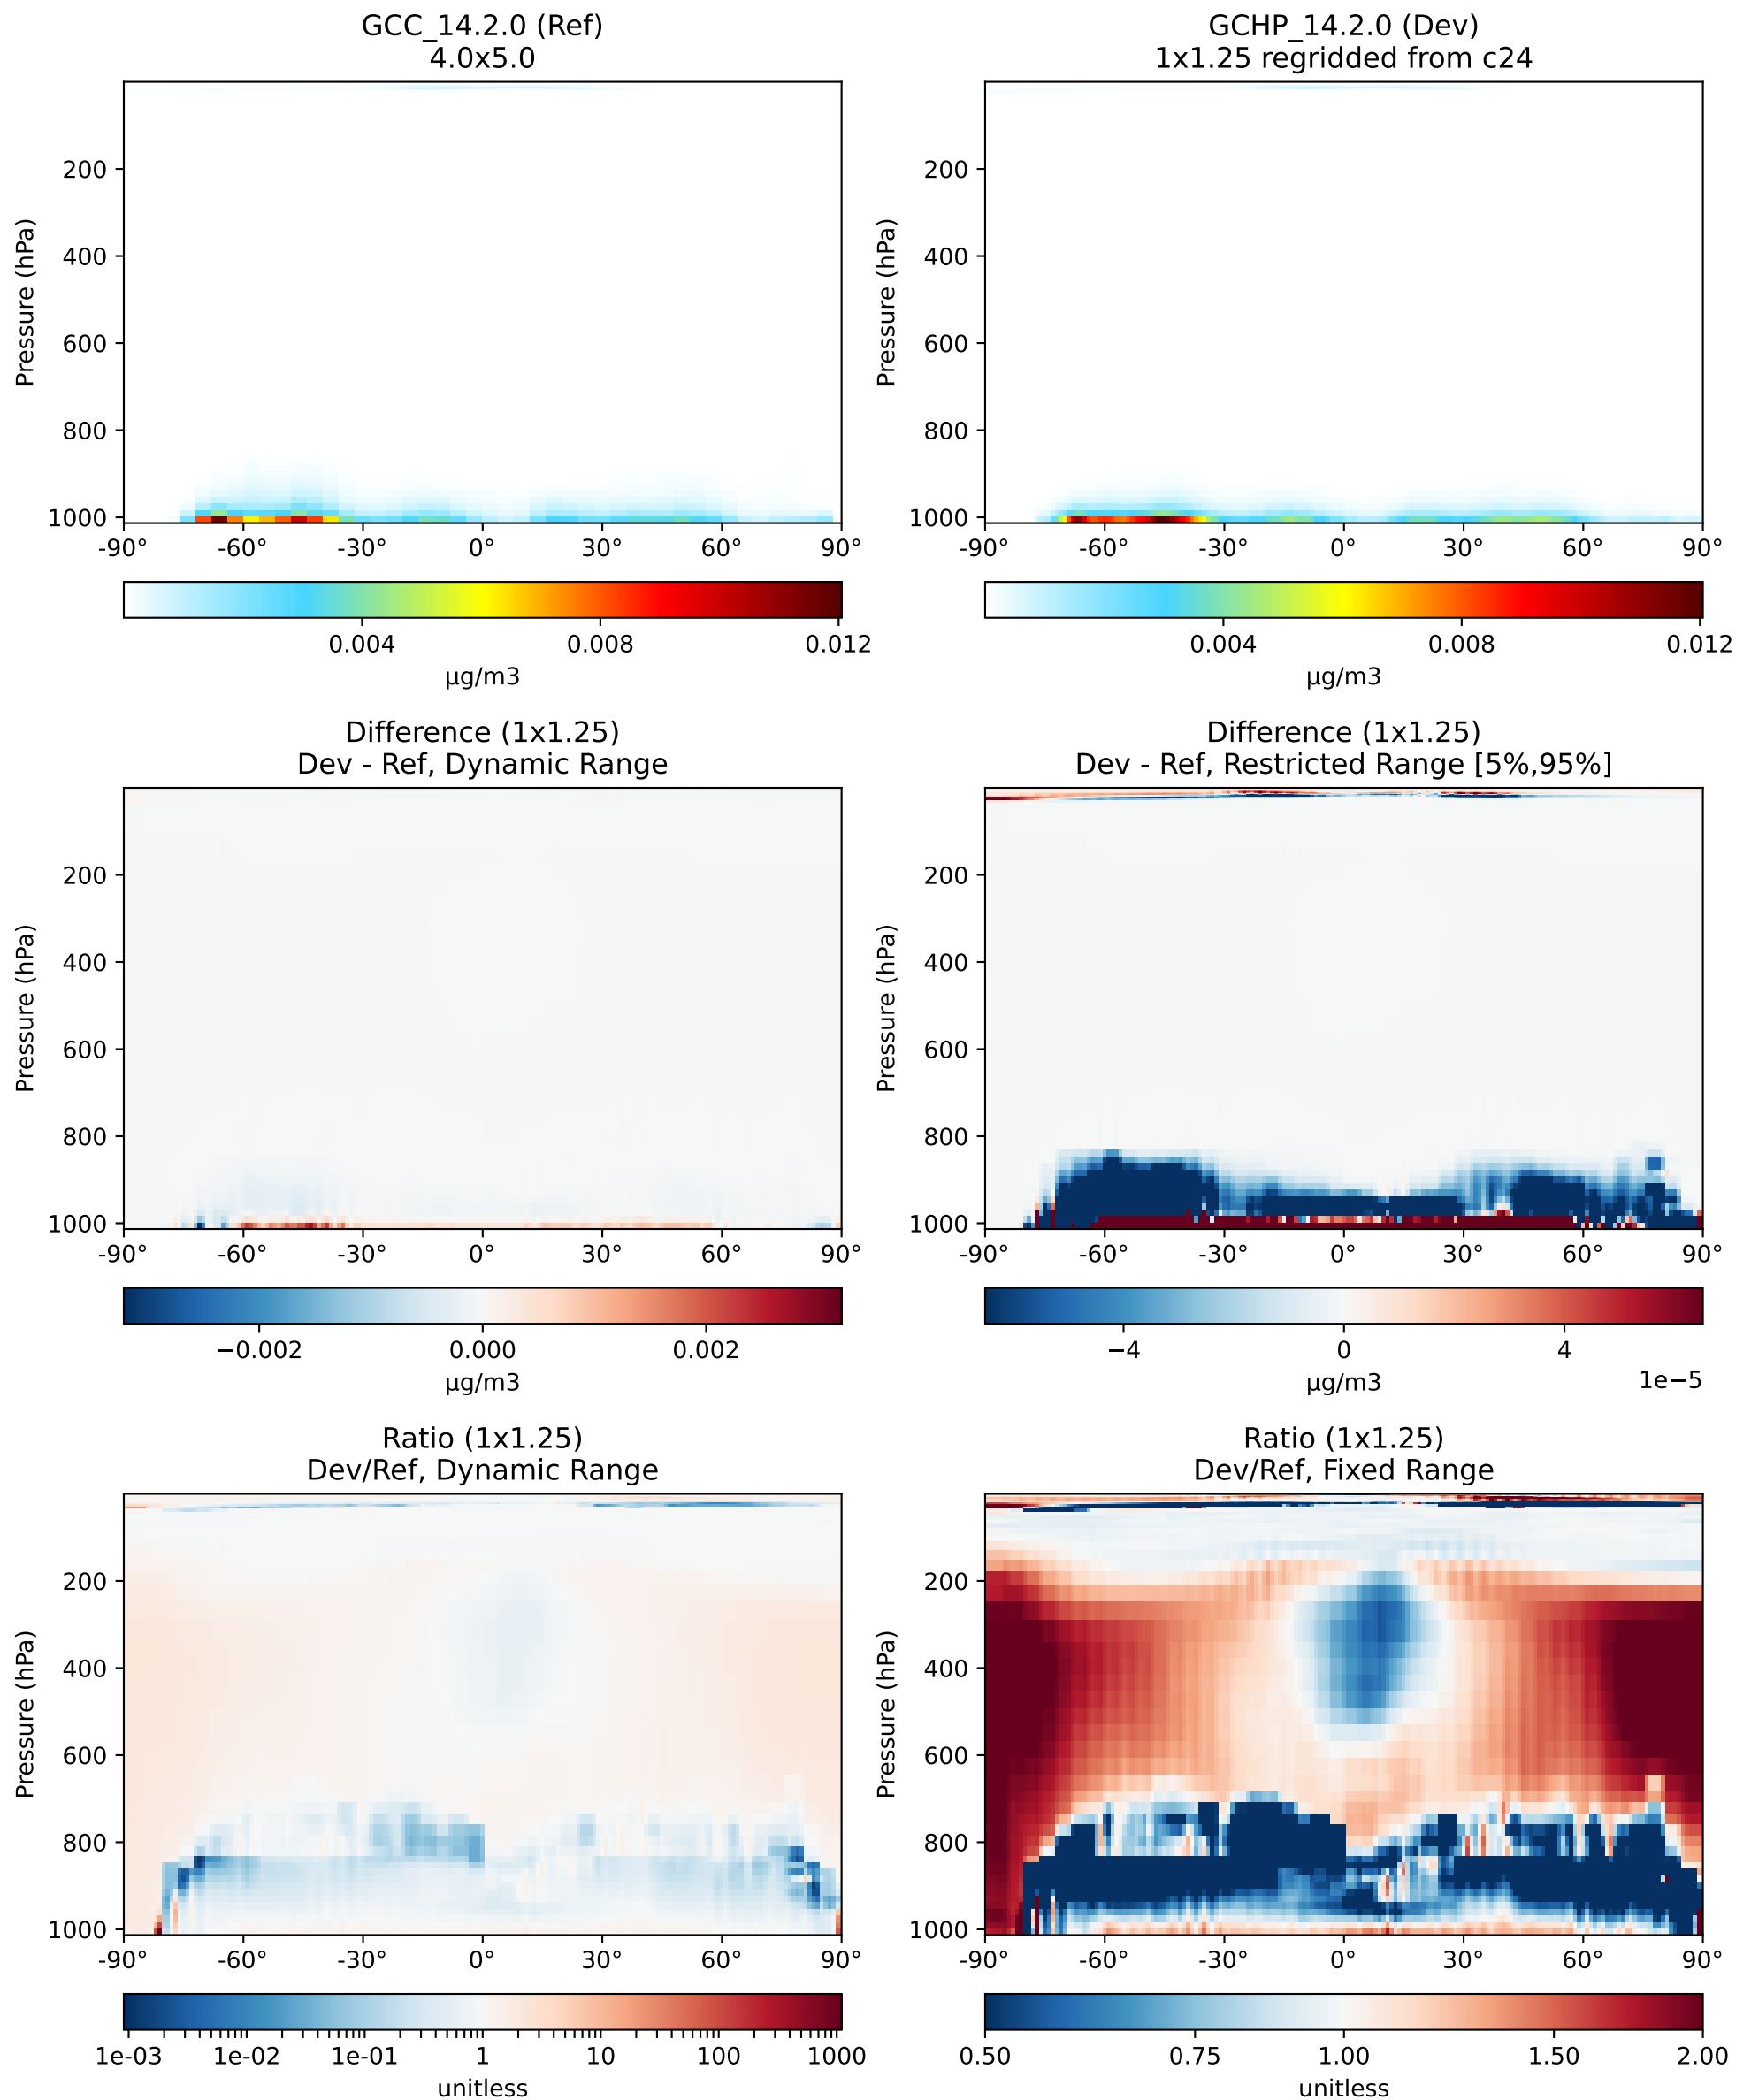 GCC_14.2.0 (Ref)
4.0x5.0
Pressure (hPa)
200
400
600
800
1000
-90° -60° -30° 0° 30° 60° 90°
0.004 0.008 0.012
µg/m3
GCHP_14.2.0 (Dev)
1x1.25 regridded from c24
Pressure (hPa)
200
400
600
800
1000
-90° -60° -30° 0° 30° 60° 90°
0.004 0.008 0.012
µg/m3
Difference (1x1.25)
Dev - Ref, Dynamic Range
Pressure (hPa)
200
400
600
800
1000
-90° -60° -30° 0° 30° 60° 90°
−0.002 0.000 0.002
µg/m3
Difference (1x1.25)
Dev - Ref, Restricted Range [5%,95%]
Pressure (hPa)
200
400
600
800
1000
-90° -60° -30° 0° 30° 60° 90°
−4 0 4
1e−5
µg/m3
Ratio (1x1.25)
Dev/Ref, Dynamic Range
Pressure (hPa)
200
400
600
800
1000
-90° -60° -30° 0° 30° 60° 90°
1e-03 1e-02 1e-01 1 10 100 1000
unitless
Ratio (1x1.25)
Dev/Ref, Fixed Range
Pressure (hPa)
200
400
600
800
1000
-90° -60° -30° 0° 30° 60° 90°
0.50 0.75 1.00 1.50 2.00
unitless